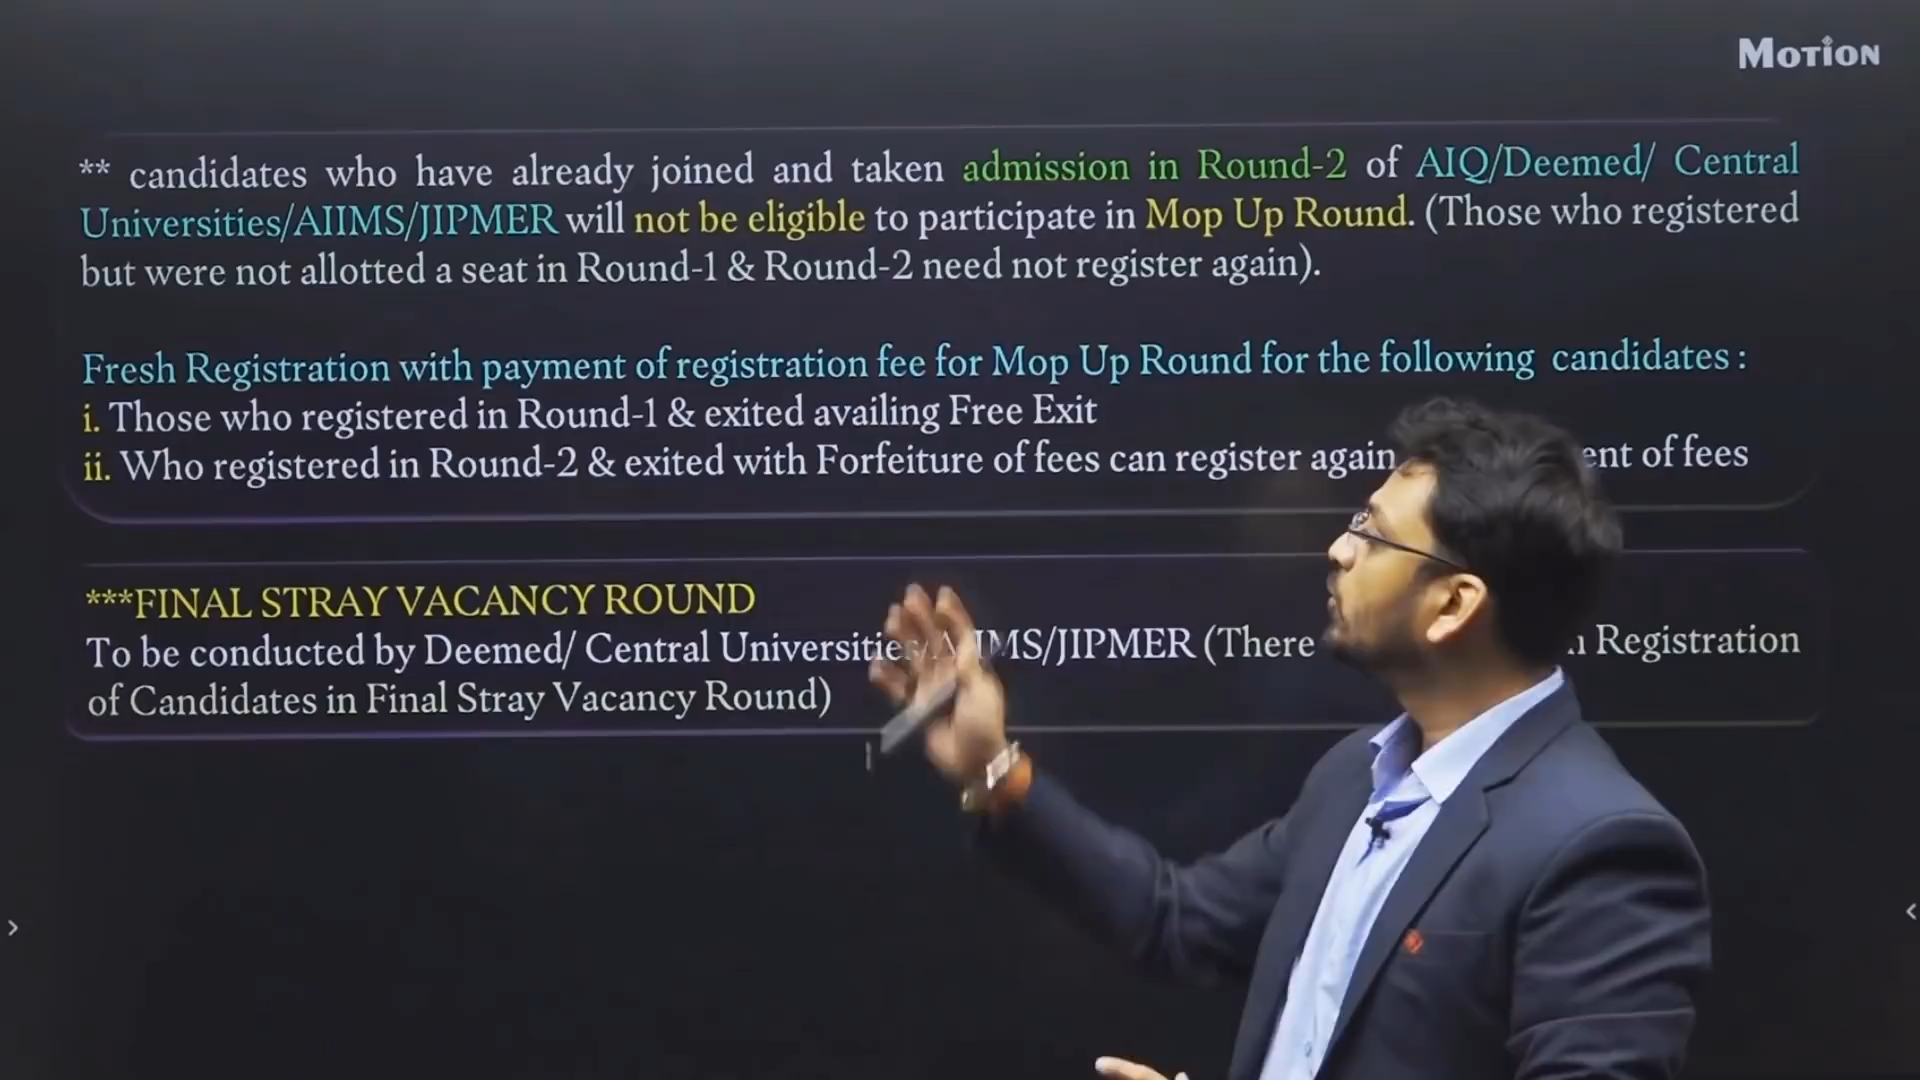 MOTION
** candidates who have already joined and taken admission in Round-2 of AIQ/Deemed/ Central
Universities/AIIMS/JIPMER will not be eligible to participate in Mop Up Round. (Those who registered
but were not allotted a seat in Round-1 & Round-2 need not register again).
Fresh Registration with payment of registration fee for Mop Up Round for the following candidates :
i. Those who registered in Round-1 & exited availing Free Exit
ii. Who registered in Round-2 & exited with Forfeiture of fees can register again ent of fees
***FINAL STRAY VACANCY ROUND
To be conducted by Deemed/ Central Universities/AIIMS/JIPMER (There Registration
of Candidates in Final Stray Vacancy Round)